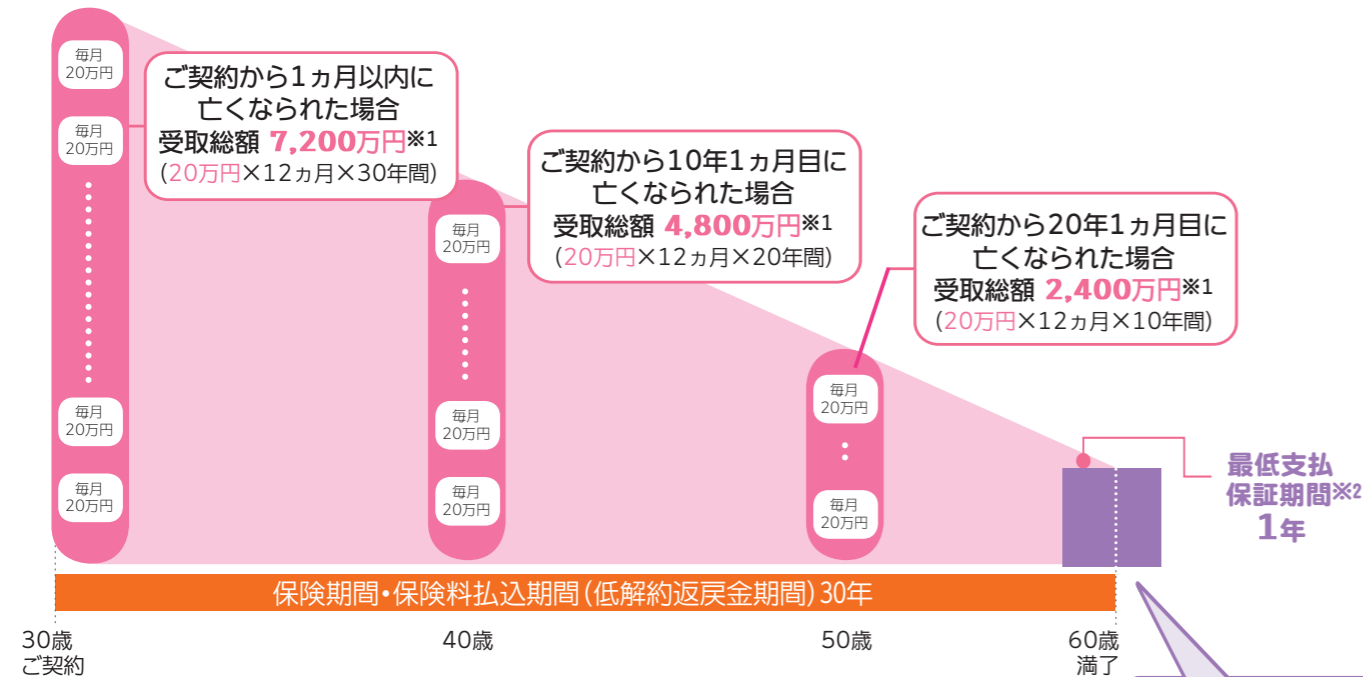 毎月
20万円
毎月
20万円
毎月
20万円
毎月
20万円
ご契約から1ヵ月以内に
亡くなられた場合
受取総額 7,200万円※1
(20万円×12ヵ月×30年間)
毎月
20万円
毎月
20万円
毎月
20万円
ご契約から10年1ヵ月目に
亡くなられた場合
受取総額 4,800万円※1
(20万円×12ヵ月×20年間)
毎月
20万円
毎月
20万円
ご契約から20年1ヵ月目に
亡くなられた場合
受取総額 2,400万円※1
(20万円×12ヵ月×10年間)
最低支払
保証期間※2
1年
保険期間・保険料払込期間(低解約返戻金期間)30年
30歳
ご契約
40歳
50歳
60歳
満了